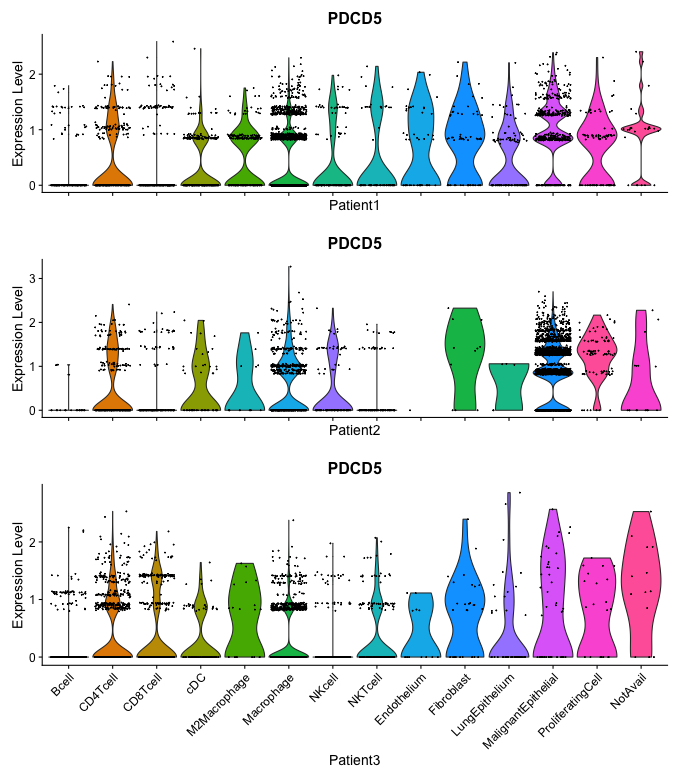 PDCD5
Expression Level
2
1
0
Patient1
PDCD5
Expression Level
3
2
1
0
Patient2
PDCD5
Expression Level
2
1
0
Bcell
CD4Tcell
CD8Tcell
cDC
M2Macrophage
Macrophage
NKcell
NKTcell
Endothelium
Fibroblast
LungEpithelium
MalignantEpithelial
ProliferatingCell
NotAvail
Patient3